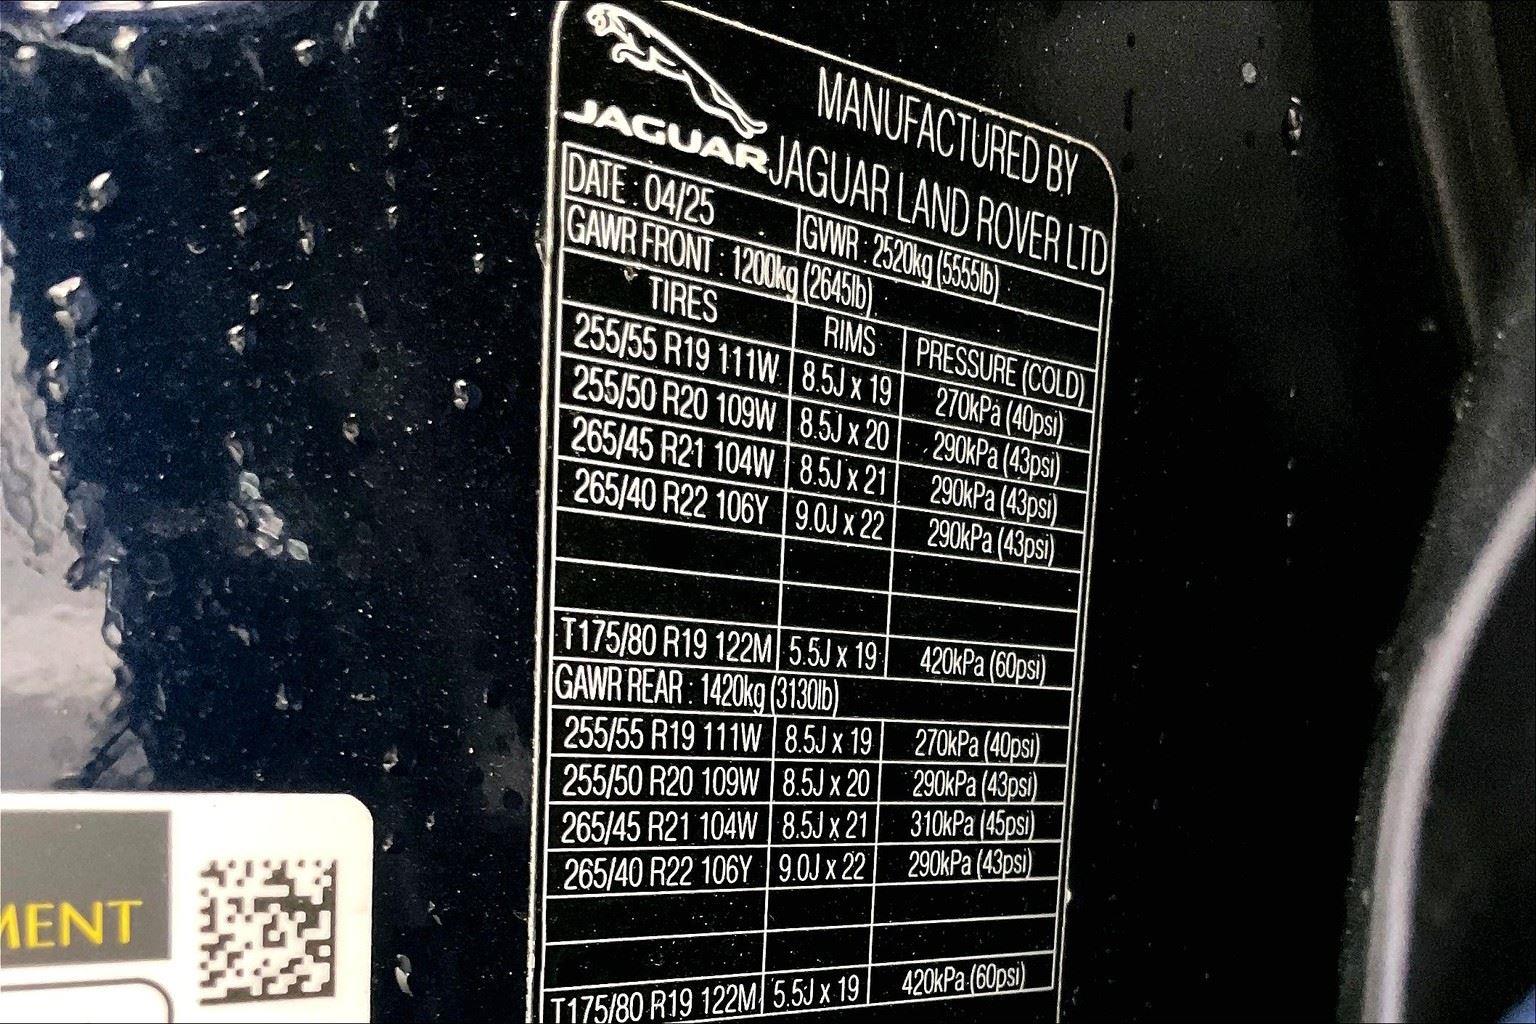 JAGUAR
MANUFACTURED BY
JAGUAR LAND ROVER LTD
DATE : 04/25 GVWR : 2520kg (5555lb)
GAWR FRONT : 1200kg (2645lb)
TIRES RIMS PRESSURE (COLD)
255/55 R19 111W 8.5J x 19 270kPa (40psi)
255/50 R20 109W 8.5J x 20 290kPa (43psi)
265/45 R21 104W 8.5J x 21 290kPa (43psi)
265/40 R22 106Y 9.0J x 22 290kPa (43psi)
T175/80 R19 122M 5.5J x 19 420kPa (60psi)
GAWR REAR : 1420kg (3130lb)
255/55 R19 111W 8.5J x 19 270kPa (40psi)
255/50 R20 109W 8.5J x 20 290kPa (43psi)
265/45 R21 104W 8.5J x 21 310kPa (45psi)
265/40 R22 106Y 9.0J x 22 290kPa (43psi)
T175/80 R19 122M 5.5J x 19 420kPa (60psi)
MENT